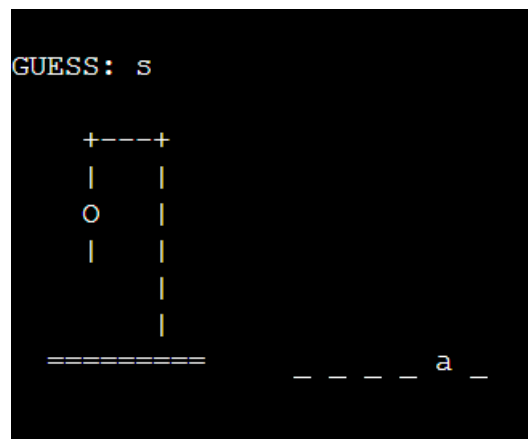 GUESS: s
+---+
|   |
O   |
|   |
    |
    |
=========
_ _ _ _ a _